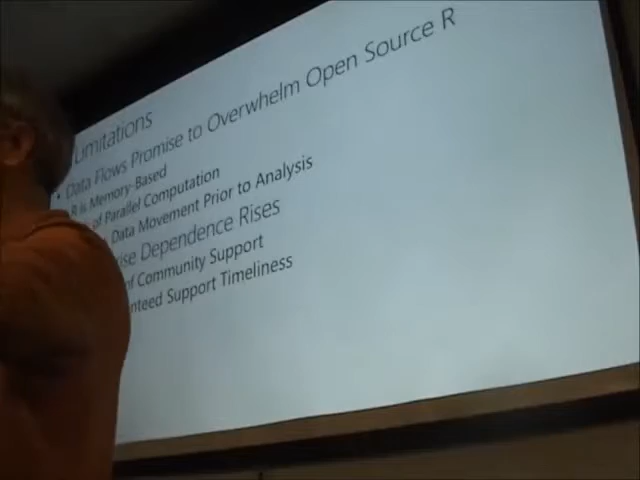 Limitations
• Data Flows Promise to Overwhelm Open Source R
R is Memory-Based
of Parallel Computation
Data Movement Prior to Analysis
Dependence Rises
of Community Support
Support Timeliness